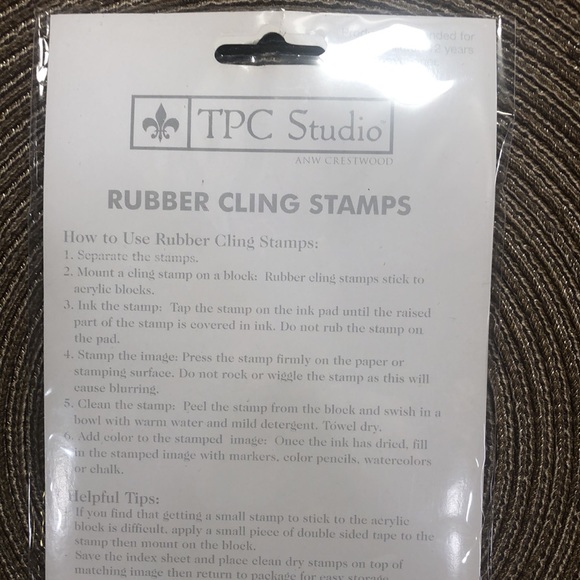 nded for
2 years
TPC Studio™
ANW CRESTWOOD
RUBBER CLING STAMPS
How to Use Rubber Cling Stamps:
1. Separate the stamps.
2. Mount a cling stamp on a block: Rubber cling stamps stick to
acrylic blocks.
3. Ink the stamp: Tap the stamp on the ink pad until the raised
part of the stamp is covered in ink. Do not rub the stamp on
the pad.
4. Stamp the image: Press the stamp firmly on the paper or
stamping surface. Do not rock or wiggle the stamp as this will
cause blurring.
5. Clean the stamp: Peel the stamp from the block and swish in a
bowl with warm water and mild detergent. Towel dry.
6. Add color to the stamped image: Once the ink has dried, fill
in the stamped image with markers, color pencils, watercolors
or chalk.
Helpful Tips:
· If you find that getting a small stamp to stick to the acrylic
block is difficult, apply a small piece of double sided tape to the
stamp then mount on the block.
· Save the index sheet and place clean dry stamps on top of
matching image then return to package for easy storage